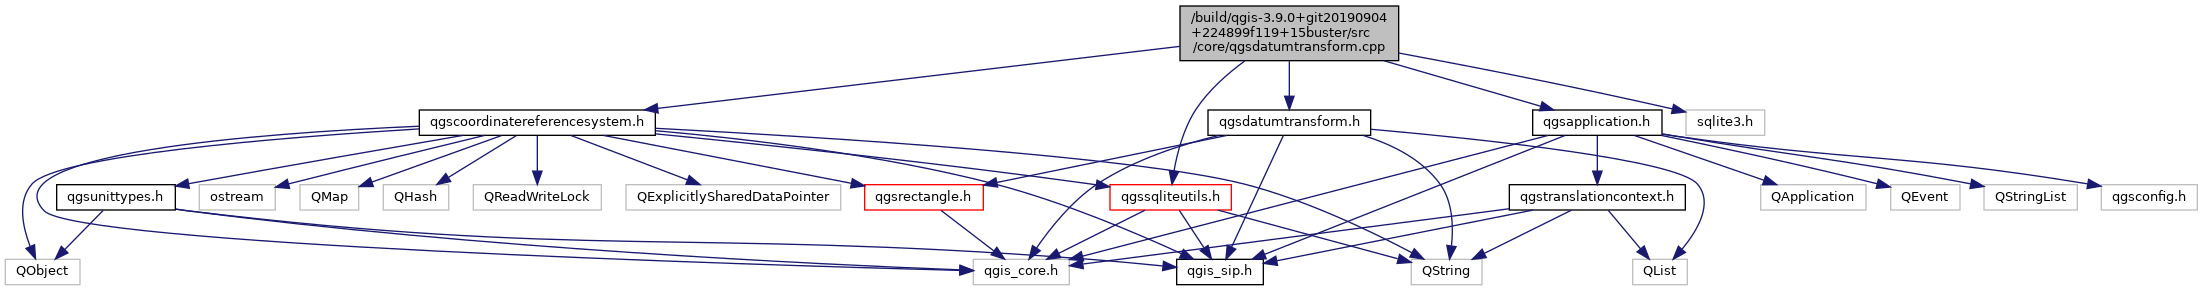 /build/qgis-3.9.0+git20190904
+224899f119+15buster/src
/core/qgsdatumtransform.cpp
qgscoordinatereferencesystem.h
qgsdatumtransform.h
qgsapplication.h
sqlite3.h
qgsunittypes.h
ostream
QMap
QHash
QReadWriteLock
QExplicitlySharedDataPointer
qgsrectangle.h
qgssqliteutils.h
qgstranslationcontext.h
QApplication
QEvent
QStringList
qgsconfig.h
QObject
qgis_core.h
qgis_sip.h
QString
QList